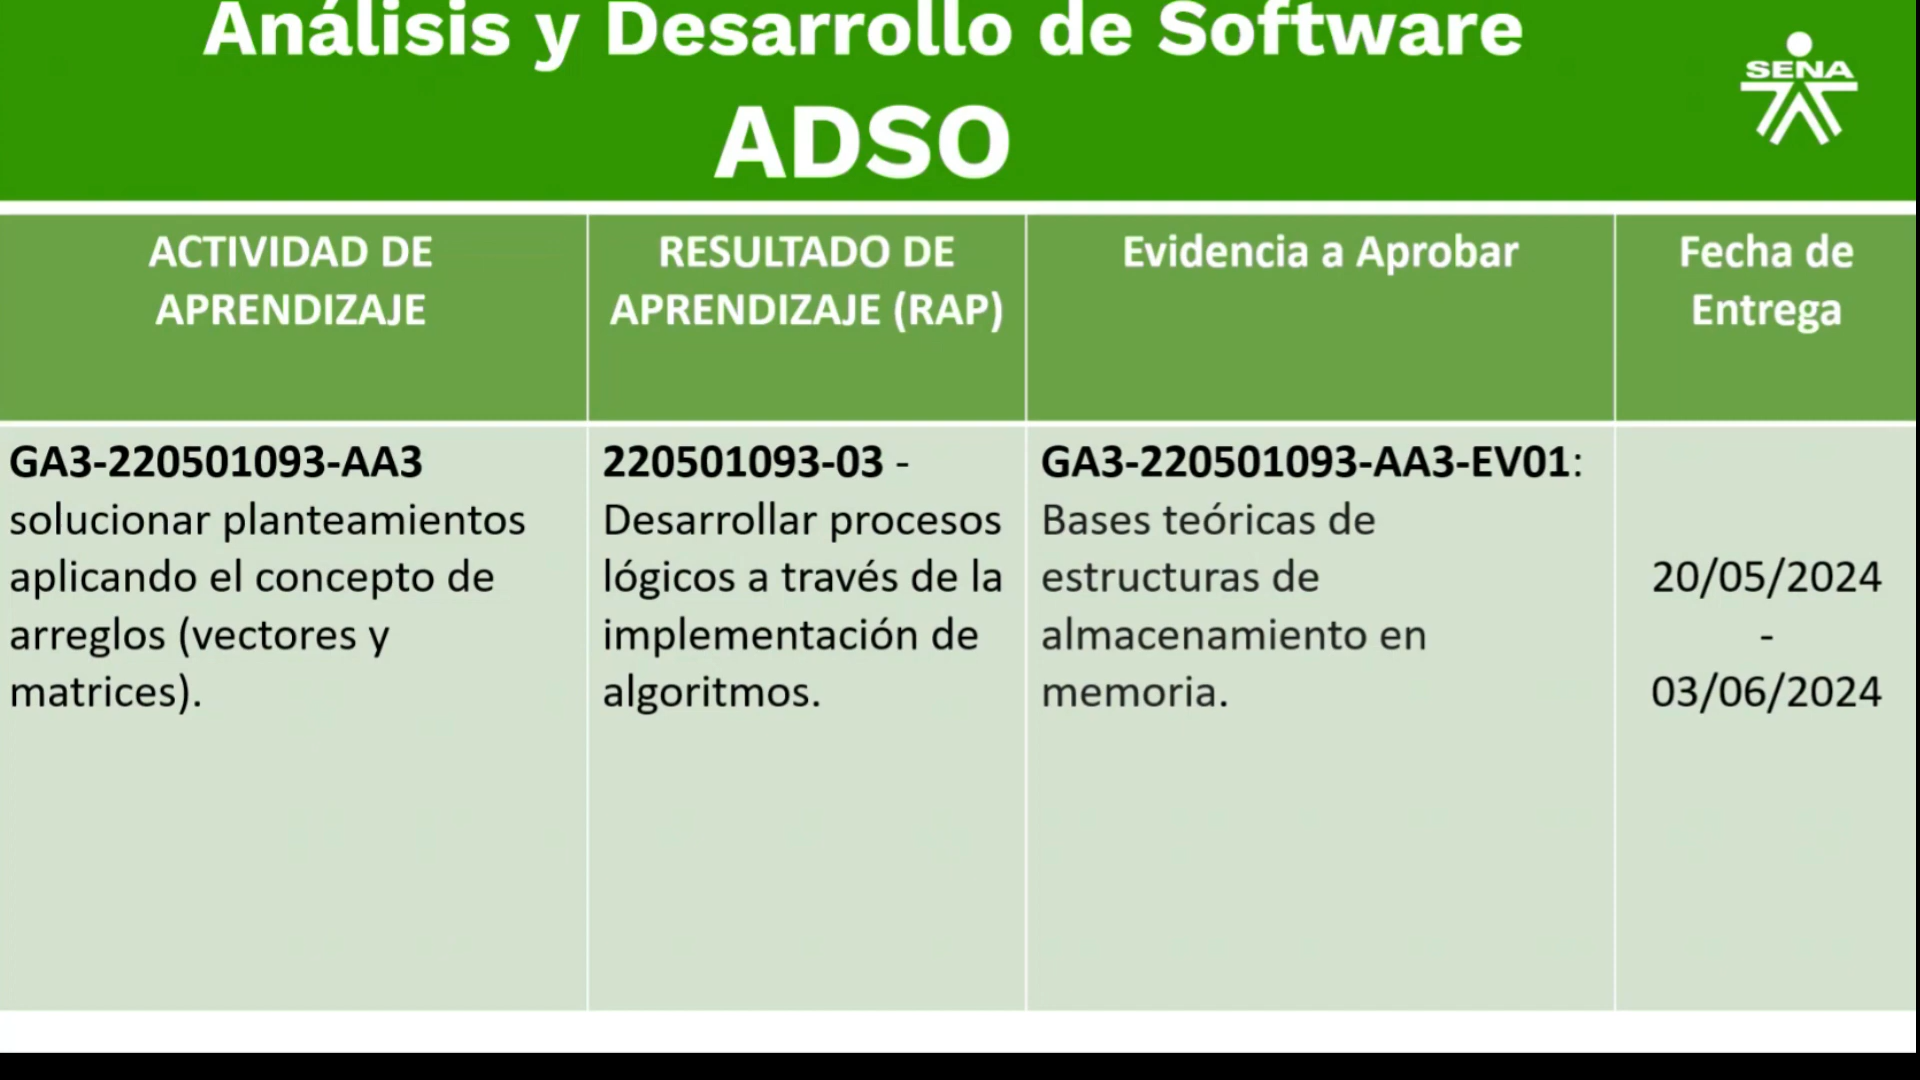 Análisis y Desarrollo de Software
ADSO
SENA
ACTIVIDAD DE
APRENDIZAJE
RESULTADO DE
APRENDIZAJE (RAP)
Evidencia a Aprobar
Fecha de
Entrega
GA3-220501093-AA3
solucionar planteamientos
aplicando el concepto de
arreglos (vectores y
matrices).
220501093-03 -
Desarrollar procesos
lógicos a través de la
implementación de
algoritmos.
GA3-220501093-AA3-EV01:
Bases teóricas de
estructuras de
almacenamiento en
memoria.
20/05/2024
-
03/06/2024